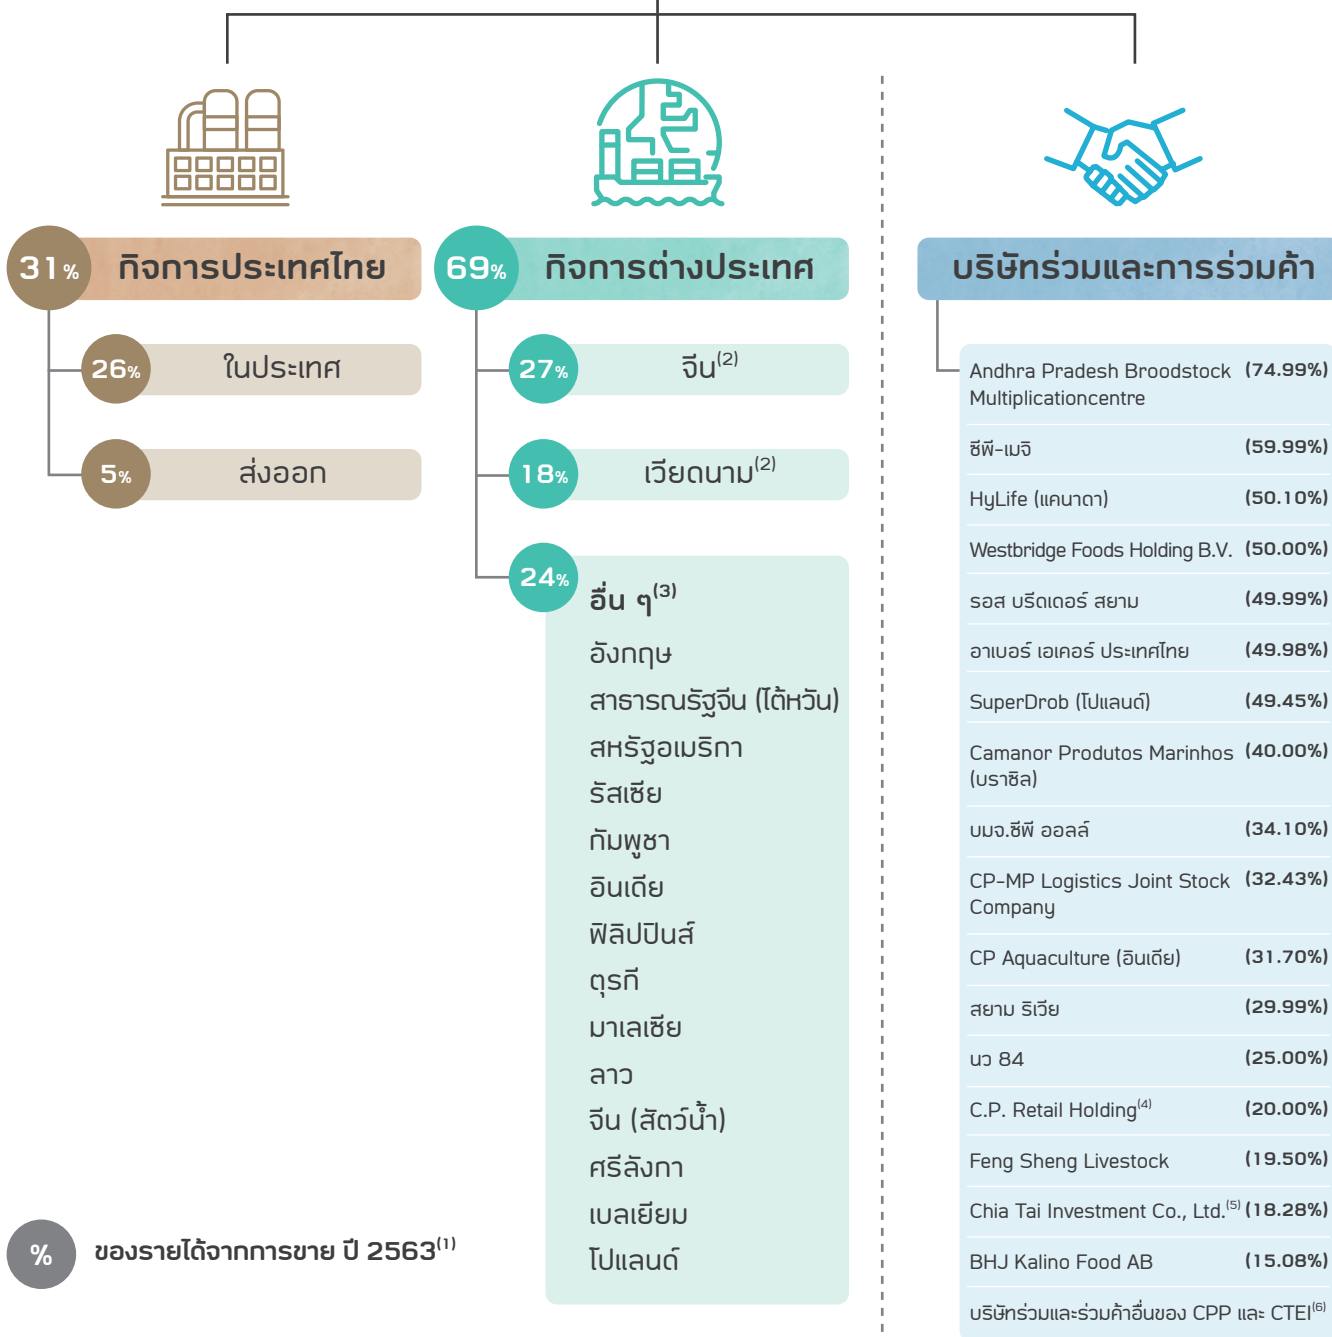 31%
กิจการประเทศไทย
26%
ในประเทศ
5%
ส่งออก
69%
กิจการต่างประเทศ
27%
จีน(2)
18%
เวียดนาม(2)
24%
อื่น ๆ(3)
อังกฤษ
สาธารณรัฐจีน (ไต้หวัน)
สหรัฐอเมริกา
รัสเซีย
กัมพูชา
อินเดีย
ฟิลิปปินส์
ตุรกี
มาเลเซีย
ลาว
จีน (สัตว์น้ำ)
ศรีลังกา
เบลเยียม
โปแลนด์
บริษัทร่วมและการร่วมค้า
Andhra Pradesh Broodstock (74.99%)
Multiplicationcentre
ซีพี-เมจิ (59.99%)
HyLife (แคนาดา) (50.10%)
Westbridge Foods Holding B.V. (50.00%)
รอส บรีดเดอร์ สยาม (49.99%)
อาเบอร์ เอเคอร์ ประเทศไทย (49.98%)
SuperDrob (โปแลนด์) (49.45%)
Camanor Produtos Marinhos (40.00%)
(บราซิล)
บมจ.ซีพี ออลล์ (34.10%)
CP-MP Logistics Joint Stock (32.43%)
Company
CP Aquaculture (อินเดีย) (31.70%)
สยาม ริเวีย (29.99%)
นว 84 (25.00%)
C.P. Retail Holding(4) (20.00%)
Feng Sheng Livestock (19.50%)
Chia Tai Investment Co., Ltd.(5) (18.28%)
BHJ Kalino Food AB (15.08%)
บริษัทร่วมและร่วมค้าอื่นของ CPP และ CTEI(6)
% ของรายได้จากการขาย ปี 2563(1)